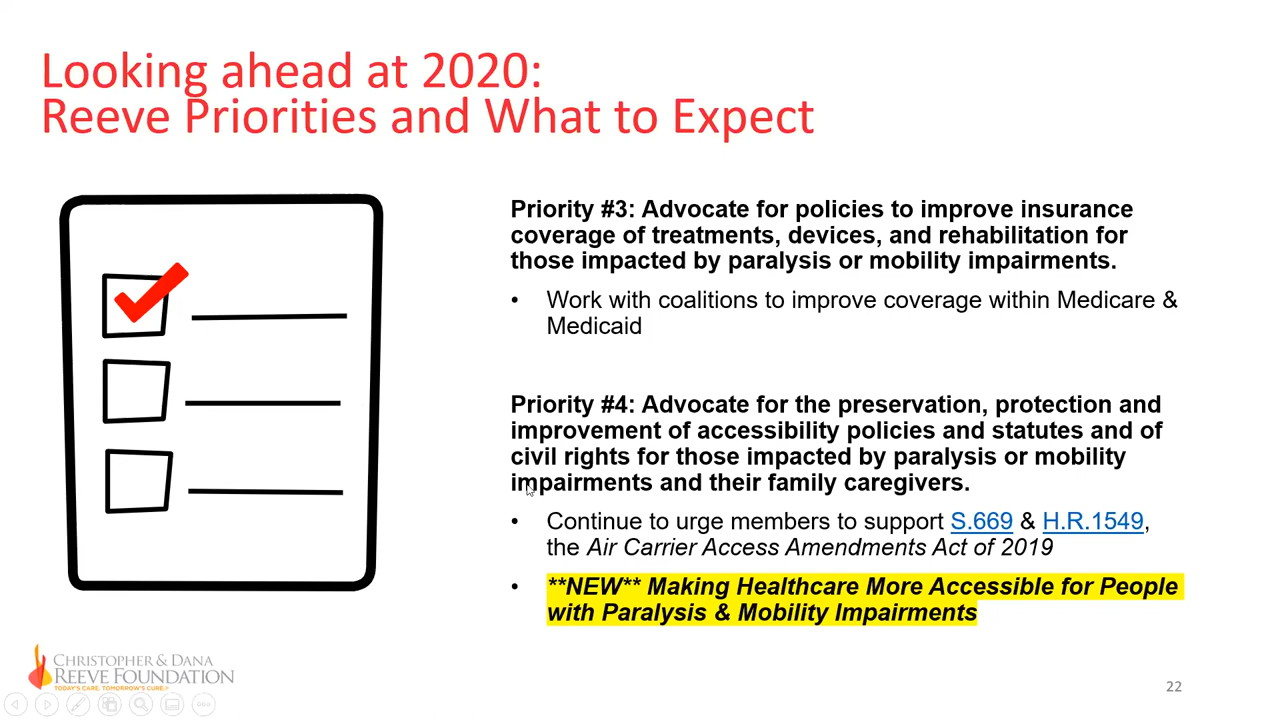 Looking ahead at 2020:
Reeve Priorities and What to Expect
Priority #3: Advocate for policies to improve insurance
coverage of treatments, devices, and rehabilitation for
those impacted by paralysis or mobility impairments.
• Work with coalitions to improve coverage within Medicare &
Medicaid
Priority #4: Advocate for the preservation, protection and
improvement of accessibility policies and statutes and of
civil rights for those impacted by paralysis or mobility
impairments and their family caregivers.
• Continue to urge members to support S.669 & H.R.1549,
the Air Carrier Access Amendments Act of 2019
• **NEW** Making Healthcare More Accessible for People
with Paralysis & Mobility Impairments
CHRISTOPHER & DANA
REEVE FOUNDATION
TODAY'S CARE. TOMORROW'S CURE.
22